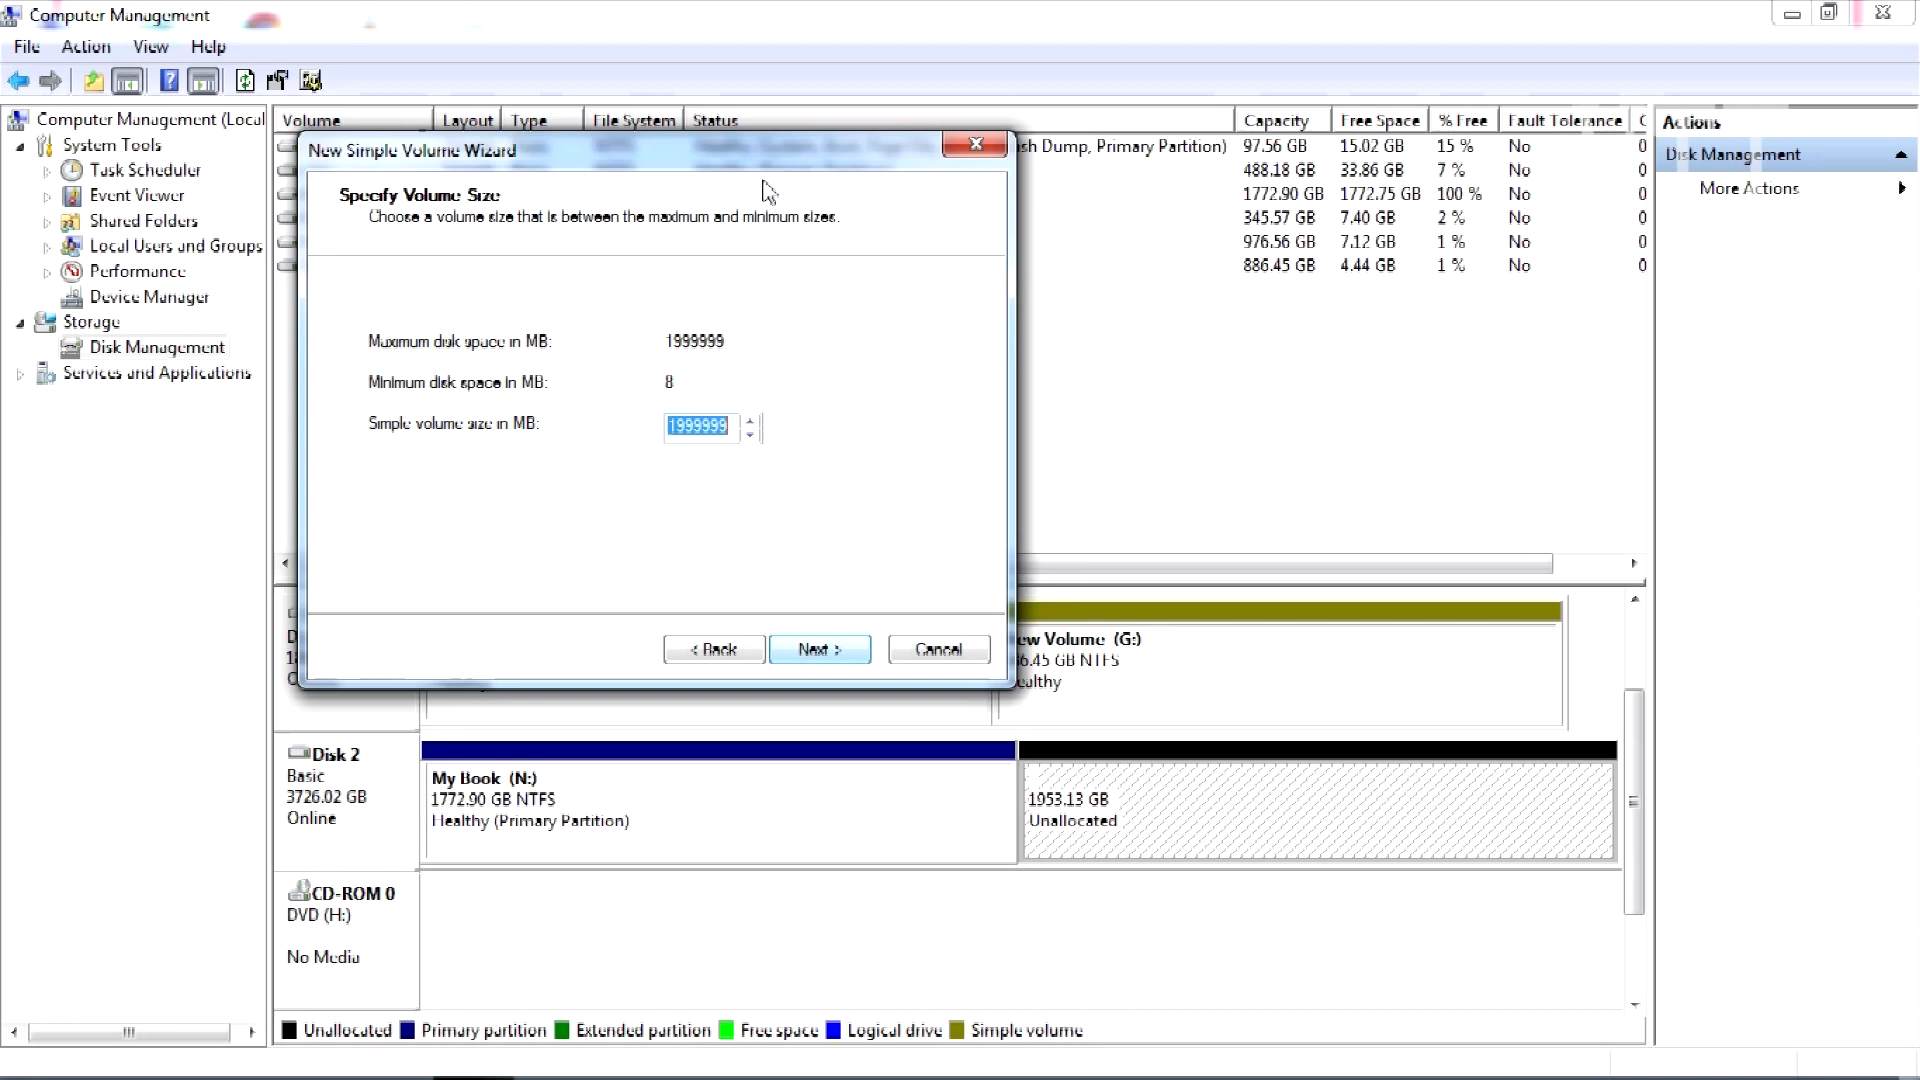 Computer Management
File Action View Help
Computer Management (Local
System Tools
Task Scheduler
Event Viewer
Shared Folders
Local Users and Groups
Performance
Device Manager
Storage
Disk Management
Services and Applications
Volume Layout Type File System Status Capacity Free Space % Free Fault Tolerance
sh Dump, Primary Partition) 97.56 GB 15.02 GB 15 % No 0
488.18 GB 33.86 GB 7 % No 0
1772.90 GB 1772.75 GB 100 % No 0
345.57 GB 7.40 GB 2 % No 0
976.56 GB 7.12 GB 1 % No 0
886.45 GB 4.44 GB 1 % No 0
New Simple Volume Wizard
Specify Volume Size
Choose a volume size that is between the maximum and minimum sizes.
Maximum disk space in MB: 1999999
Minimum disk space in MB: 8
Simple volume size in MB: 1999999
< Back Next > Cancel
ew Volume (G:)
6.45 GB NTFS
ealthy
Disk 2
Basic
3726.02 GB
Online
My Book (N:)
1772.90 GB NTFS
Healthy (Primary Partition)
1953.13 GB
Unallocated
CD-ROM 0
DVD (H:)
No Media
Unallocated Primary partition Extended partition Free space Logical drive Simple volume
Actions
Disk Management
More Actions